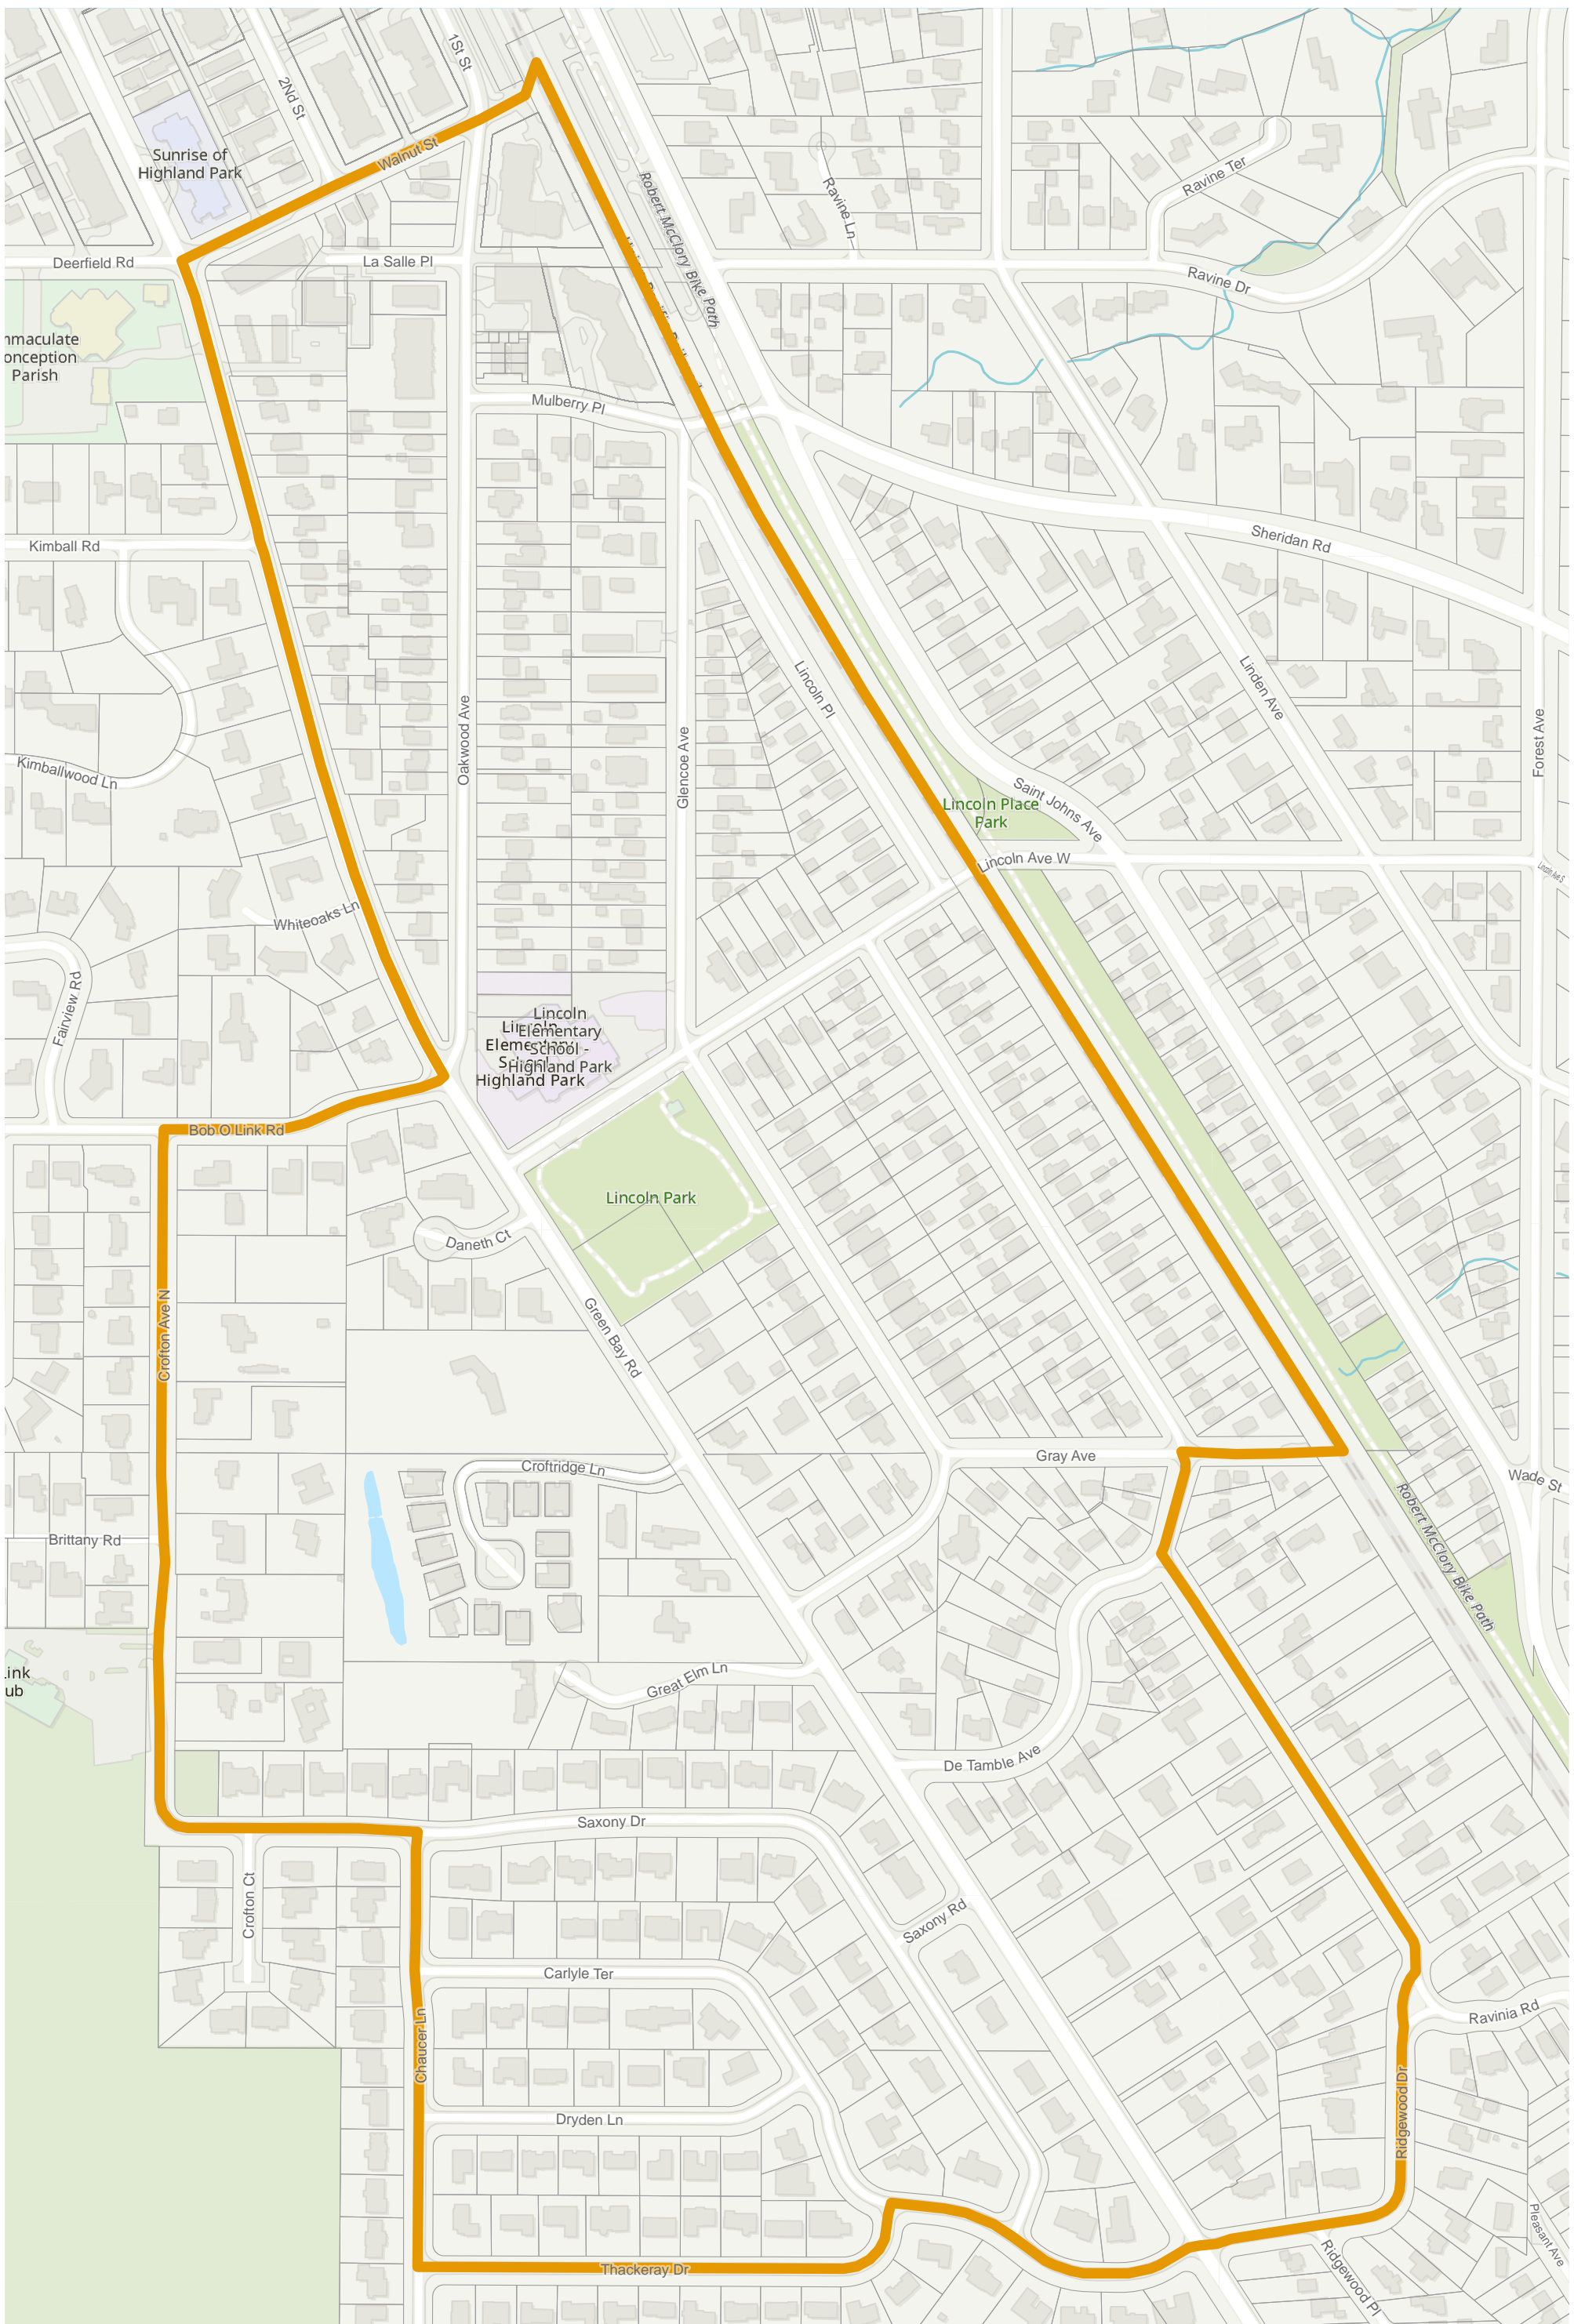 1St St
2Nd St
Sunrise of
Highland Park
Walnut St
Robert McClory Bike Path
Ravine Ter
Ravine Ln
Deerfield Rd
La Salle Pl
Ravine Dr
Parish
Mulberry Pl
Kimball Rd
Sheridan Rd
Lincoln Pl
Linden Ave
Oakwood Ave
Glencoe Ave
Forest Ave
Kimballwood Ln
Saint Johns Ave
Lincoln Place
Park
Lincoln Ave W
Lincoln Ave S
Whiteoaks Ln
Fairview Rd
Lincoln
Elementary
School -
Highland Park
Highland Park
Bob O Link Rd
Lincoln Park
Daneth Ct
Crofton Ave N
Green Bay Rd
Gray Ave
Croftridge Ln
Wade St
Robert McClory Bike Path
Brittany Rd
Great Elm Ln
De Tamble Ave
Saxony Dr
Crofton Ct
Saxony Rd
Carlyle Ter
Ravinia Rd
Chaucer Ln
Ridgewood Dr
Dryden Ln
Pleasant Ave
Thackeray Dr
Ridgewood Pl